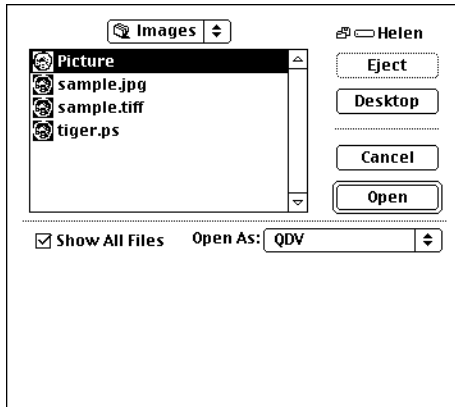 Images
Helen
Picture
sample.jpg
sample.tiff
tiger.ps
Eject
Desktop
Cancel
Open
Show All Files
Open As: QDV